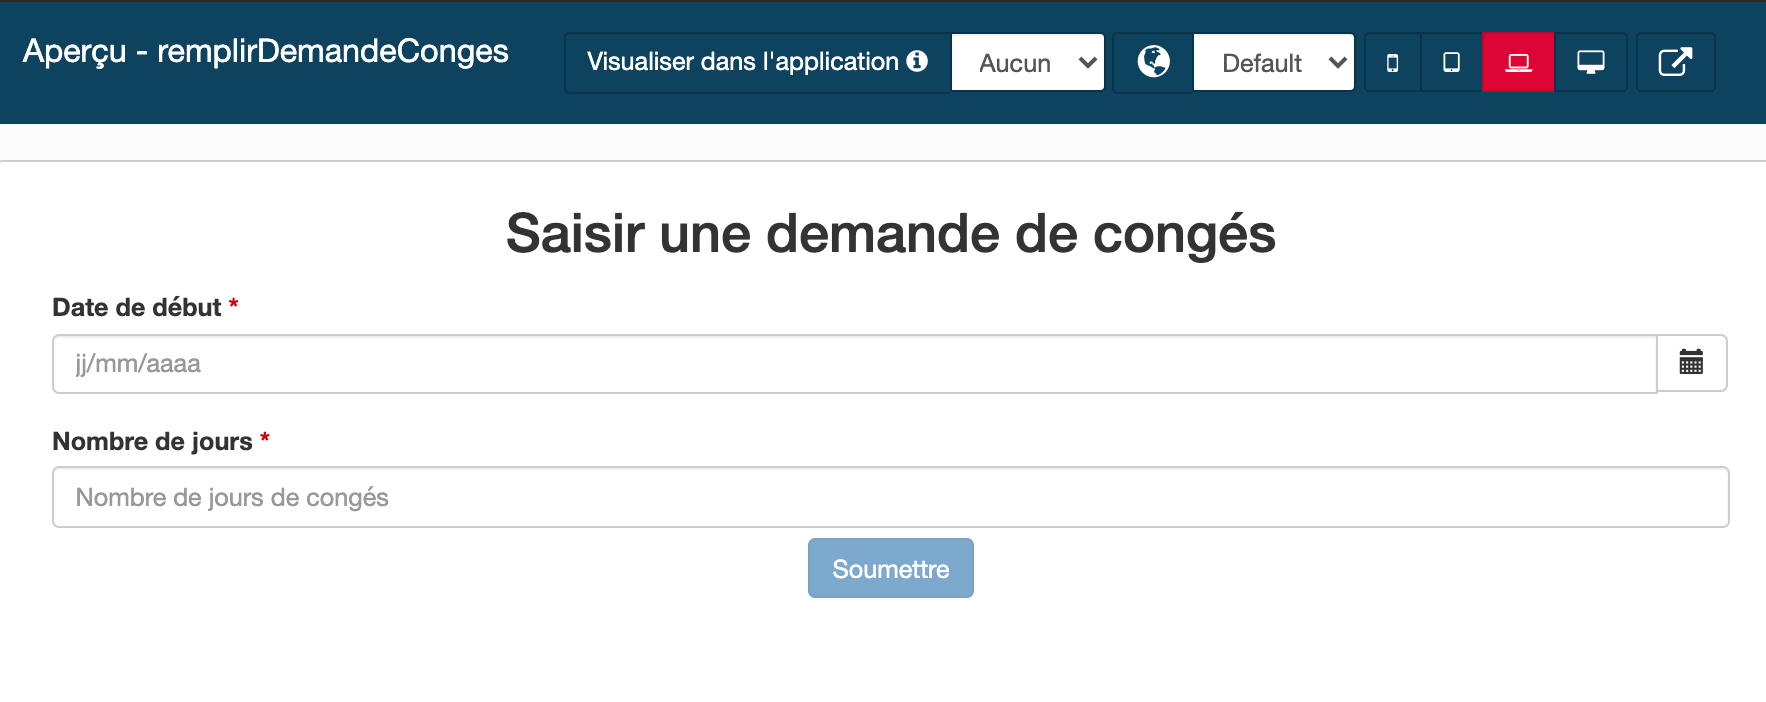 Aperçu - remplirDemandeConges
Visualiser dans l'application
Aucun
Default
Saisir une demande de congés
Date de début *
jj/mm/aaaa
Nombre de jours *
Nombre de jours de congés
Soumettre